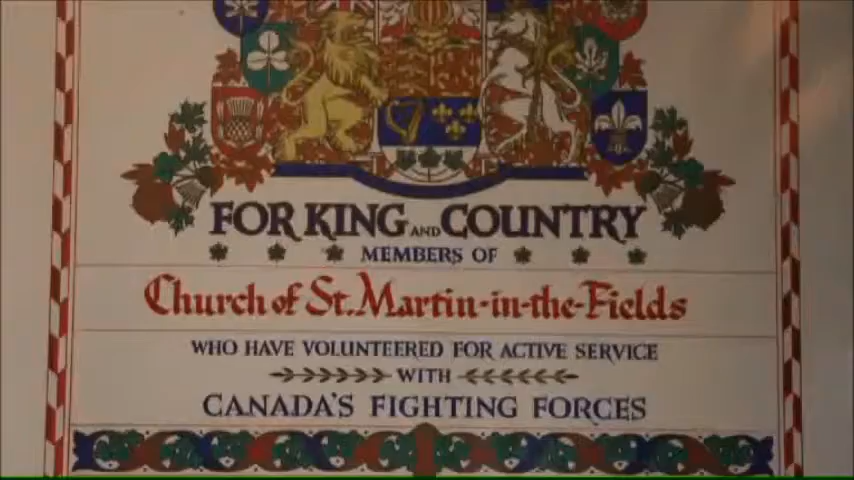 FOR KING AND COUNTRY
MEMBERS OF
Church of St. Martin-in-the-Fields
WHO HAVE VOLUNTEERED FOR ACTIVE SERVICE
WITH
CANADA'S FIGHTING FORCES